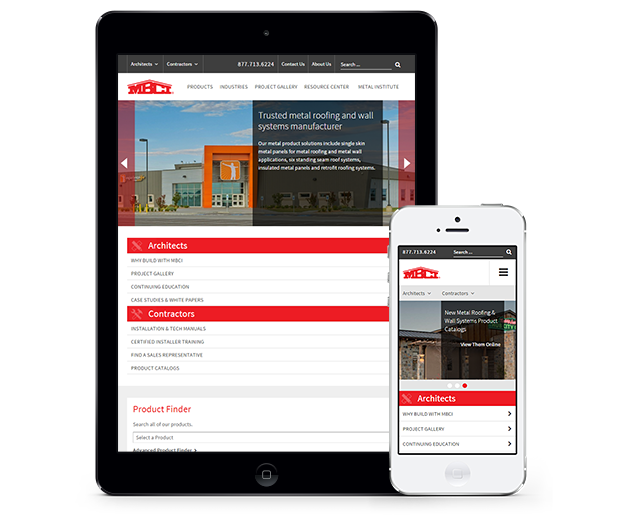 Architects
Contractors
877.713.6224
Contact Us
About Us
Search ...
MBCI
PRODUCTS
INDUSTRIES
PROJECT GALLERY
RESOURCE CENTER
METAL INSTITUTE
Trusted metal roofing and wall
systems manufacturer
Our metal product solutions include single skin
metal panels for metal roofing and metal wall
applications, six standing seam roof systems,
insulated metal panels and retrofit roofing systems.
Architects
WHY BUILD WITH MBCI
PROJECT GALLERY
CONTINUING EDUCATION
CASE STUDIES & WHITE PAPERS
Contractors
INSTALLATION & TECH MANUALS
CERTIFIED INSTALLER TRAINING
FIND A SALES REPRESENTATIVE
PRODUCT CATALOGS
Product Finder
Search all of our products.
Select a Product
Advanced Product Finder
877.713.6224
Search ...
MBCI
Architects
Contractors
New Metal Roofing &
Wall Systems Product
Catalogs
View Them Online
Architects
WHY BUILD WITH MBCI
PROJECT GALLERY
CONTINUING EDUCATION